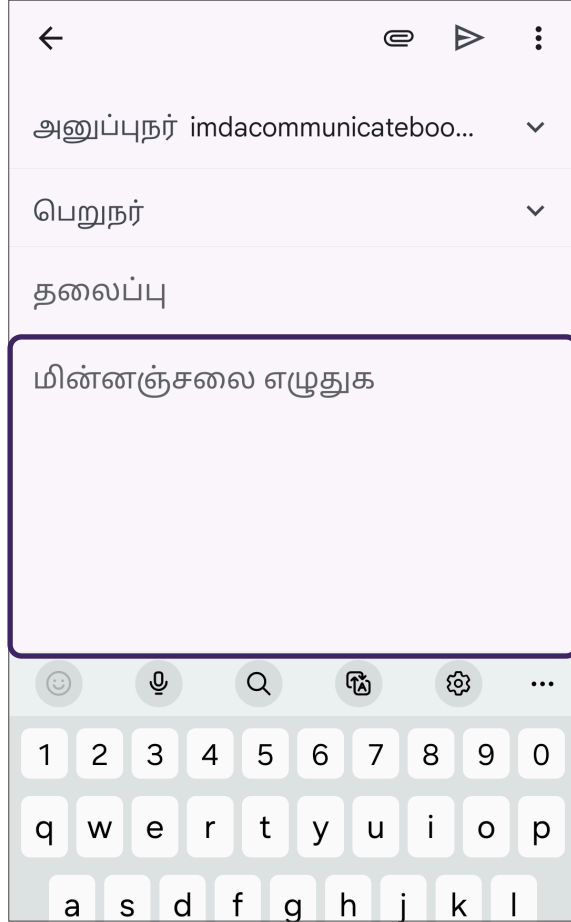 அனுப்புநர் imdacommunicateboo...
பெறுநர்
தலைப்பு
மின்னஞ்சலை எழுதுக
1 2 3 4 5 6 7 8 9 0
q w e r t y u i o p
a s d f g h j k l